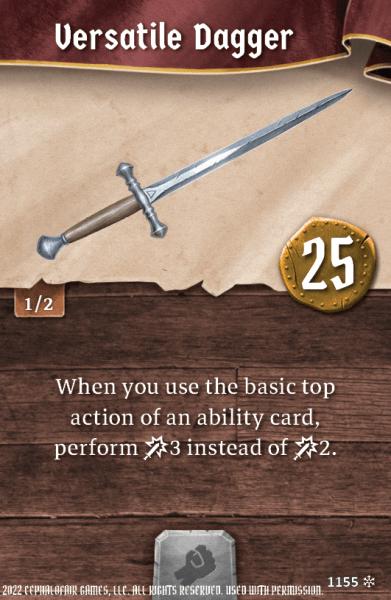 Versatile Dagger
25
1/2
When you use the basic top
action of an ability card,
perform 3 instead of 2.
1155
2022 CEPHALOFAIR GAMES, LLC. ALL RIGHTS RESERVED. USED WITH PERMISSION.